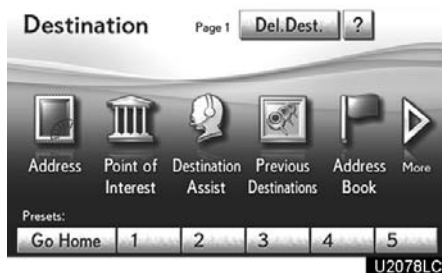 Destination Page 1 Del.Dest. ?
Address Point of Interest Destination Assist Previous Destinations Address Book More
Presets:
Go Home 1 2 3 4 5
U2078LC